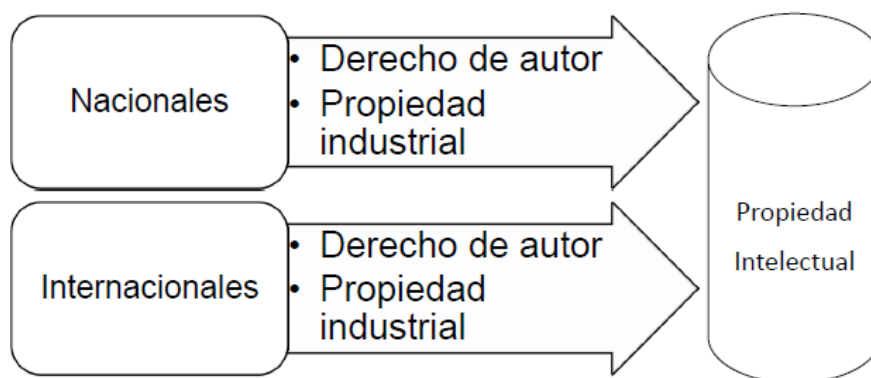 Nacionales
• Derecho de autor
• Propiedad
industrial
Internacionales
• Derecho de autor
• Propiedad
industrial
Propiedad
Intelectual